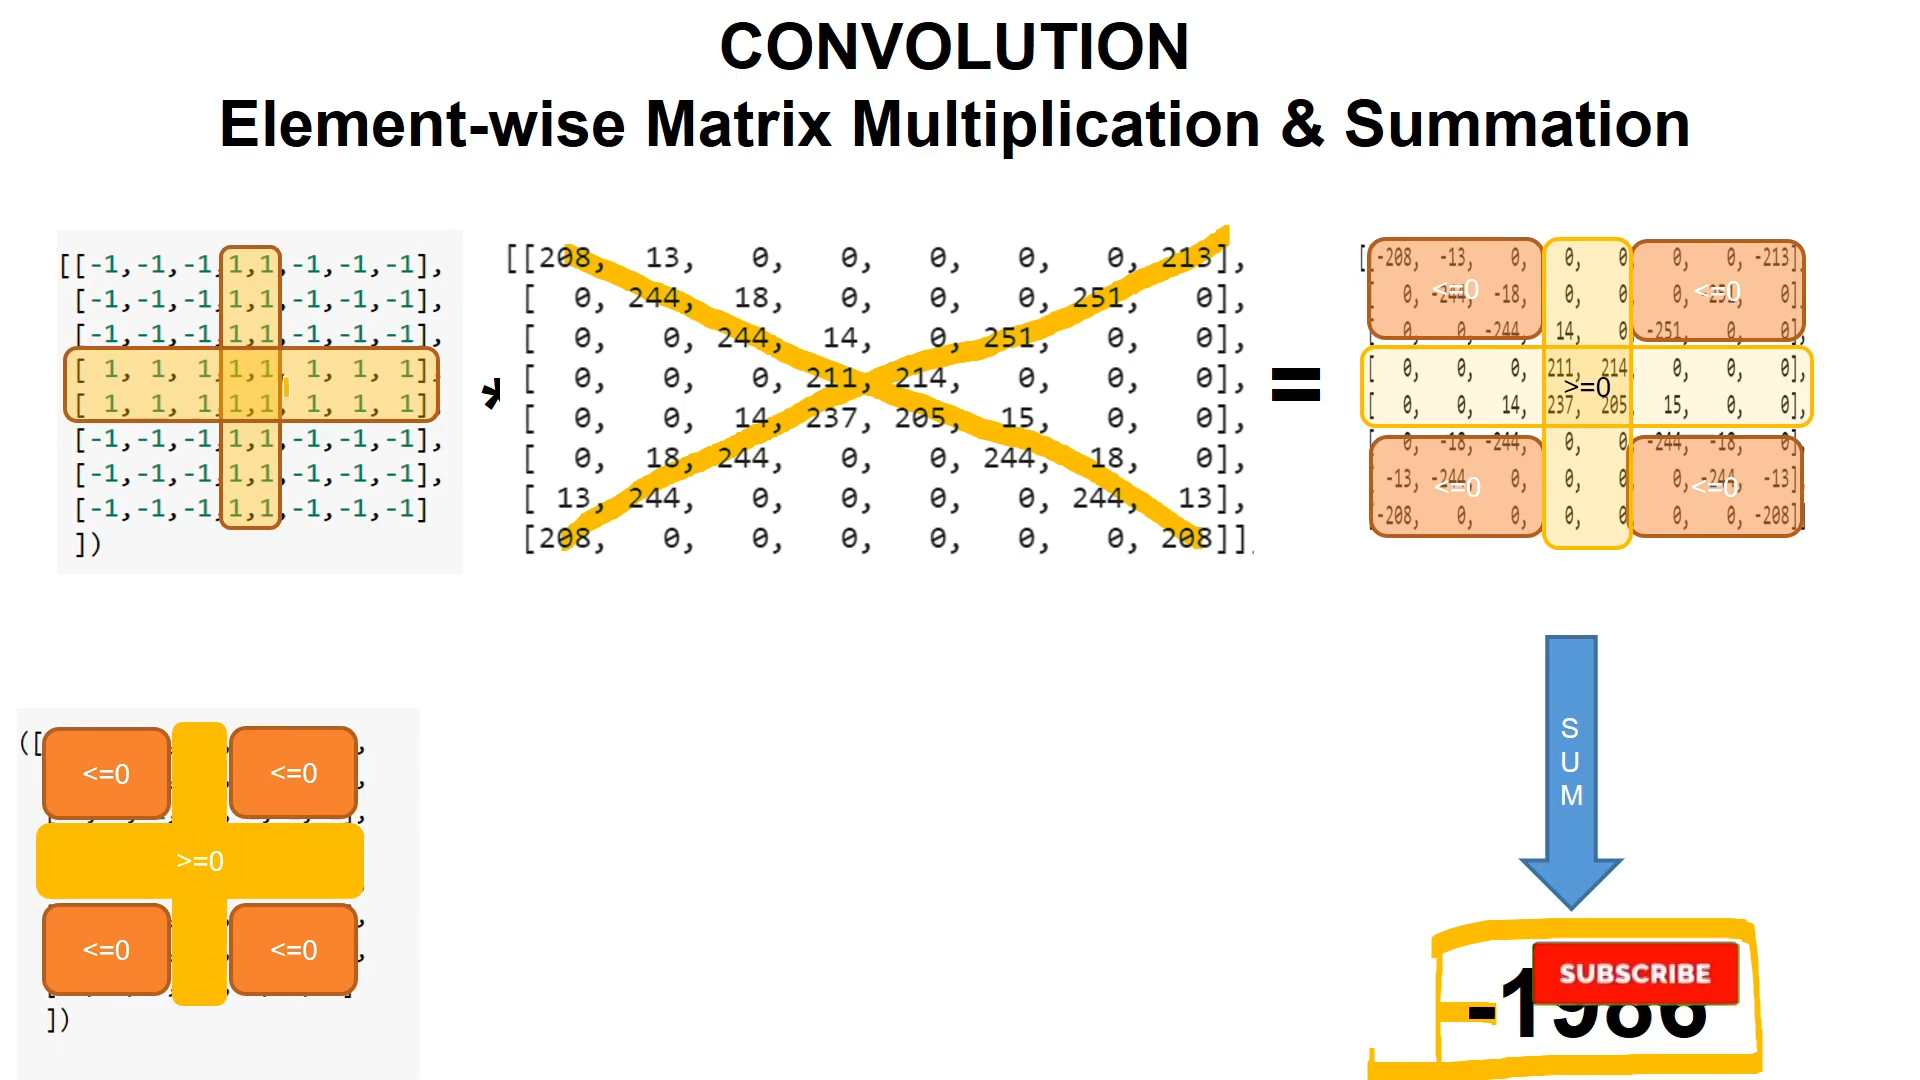 CONVOLUTION
Element-wise Matrix Multiplication & Summation
[[-1,-1,-1,1,1,-1,-1,-1],
[-1,-1,-1,1,1,-1,-1,-1],
[-1,-1,-1,1,1,-1,-1,-1],
[ 1, 1, 1,1,1, 1, 1, 1],
[ 1, 1, 1,1,1, 1, 1, 1],
[-1,-1,-1,1,1,-1,-1,-1],
[-1,-1,-1,1,1,-1,-1,-1],
[-1,-1,-1,1,1,-1,-1,-1]
])
*
[[208, 13, 0, 0, 0, 0, 0, 213],
[ 0, 244, 18, 0, 0, 0, 251, 0],
[ 0, 0, 244, 14, 0, 251, 0, 0],
[ 0, 0, 0, 211, 214, 0, 0, 0],
[ 0, 0, 14, 237, 205, 15, 0, 0],
[ 0, 18, 244, 0, 0, 244, 18, 0],
[ 13, 244, 0, 0, 0, 0, 244, 13],
[208, 0, 0, 0, 0, 0, 0, 208]]
=
[-208, -13, 0, 0, 0, 0, 0, -213]
<=0 <=0
[ 0, -244, -18, 0, 0, 0, -251, 0]
[ 0, 0, -244, 14, 0, -251, 0, 0]
[ 0, 0, 0, 211, 214, 0, 0, 0],
>=0
[ 0, 0, 14, 237, 205, 15, 0, 0],
[ 0, -18, -244, 0, 0, -244, -18, 0]
[-13, -244, 0, 0, 0, 0, -244, -13]
<=0 <=0
[-208, 0, 0, 0, 0, 0, 0, -208]
S
U
M
([
<=0 <=0
>=0
<=0 <=0
])
SUBSCRIBE
-1986